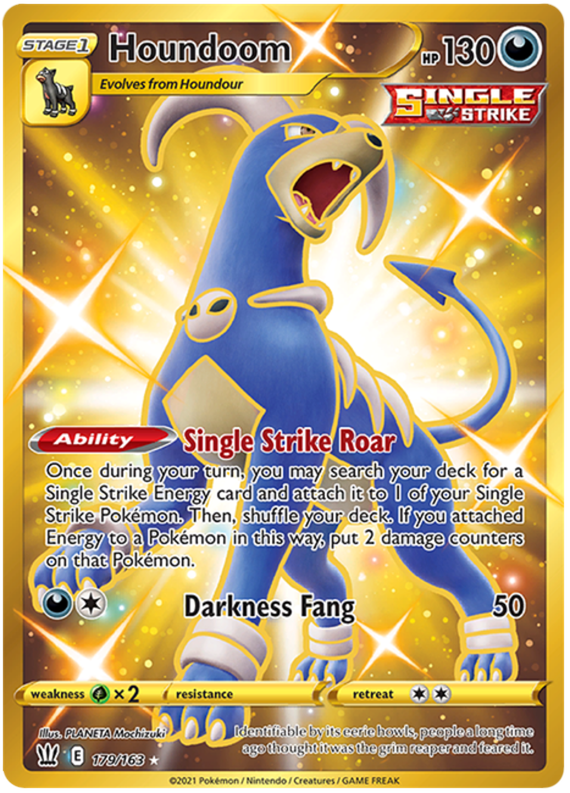 STAGE1
Houndoom
HP 130
Evolves from Houndour
SINGLE
STRIKE
Ability Single Strike Roar
Once during your turn, you may search your deck for a
Single Strike Energy card and attach it to 1 of your Single
Strike Pokémon. Then, shuffle your deck. If you attached
Energy to a Pokémon in this way, put 2 damage counters
on that Pokémon.
Darkness Fang 50
weakness ×2 resistance retreat
Illus. PLANETA Mochizuki
Identifiable by its eerie howls, people a long time
ago thought it was the grim reaper and feared it.
E 179/163
©2021 Pokémon / Nintendo / Creatures / GAME FREAK